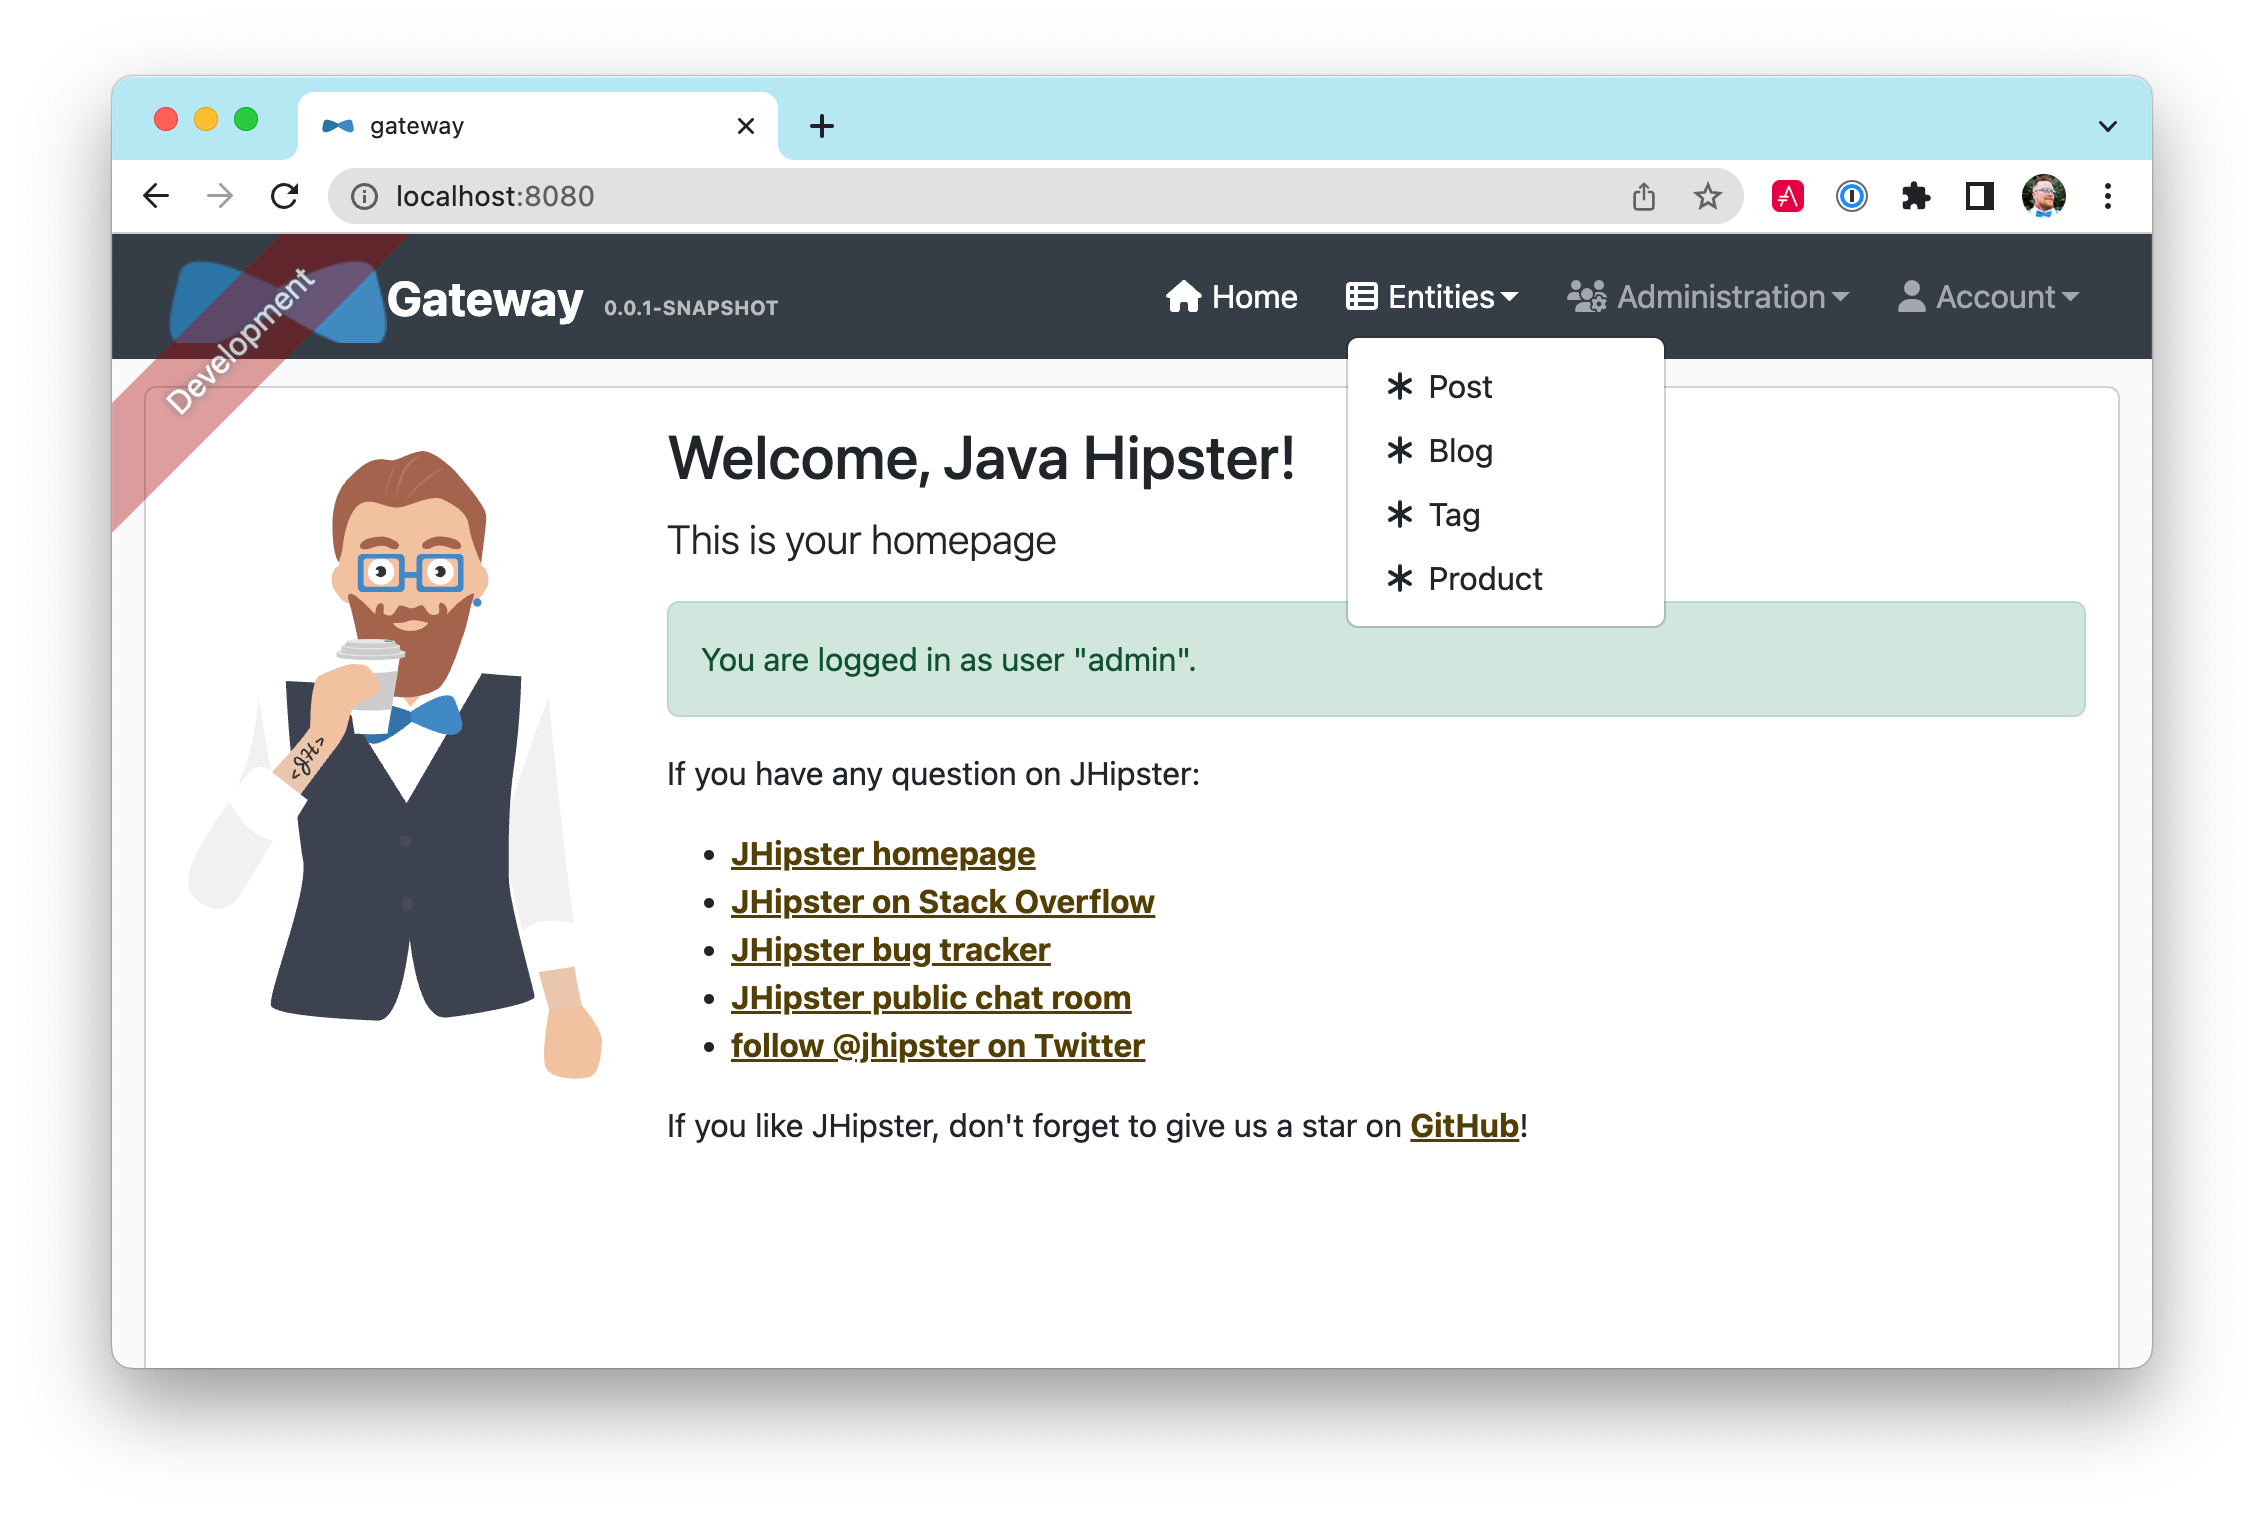 gateway
localhost:8080
Development
Gateway 0.0.1-SNAPSHOT
Home
Entities
Administration
Account
Post
Blog
Tag
Product
Welcome, Java Hipster!
This is your homepage
You are logged in as user "admin".
If you have any question on JHipster:
JHipster homepage
JHipster on Stack Overflow
JHipster bug tracker
JHipster public chat room
follow @jhipster on Twitter
If you like JHipster, don't forget to give us a star on GitHub!
<JH>